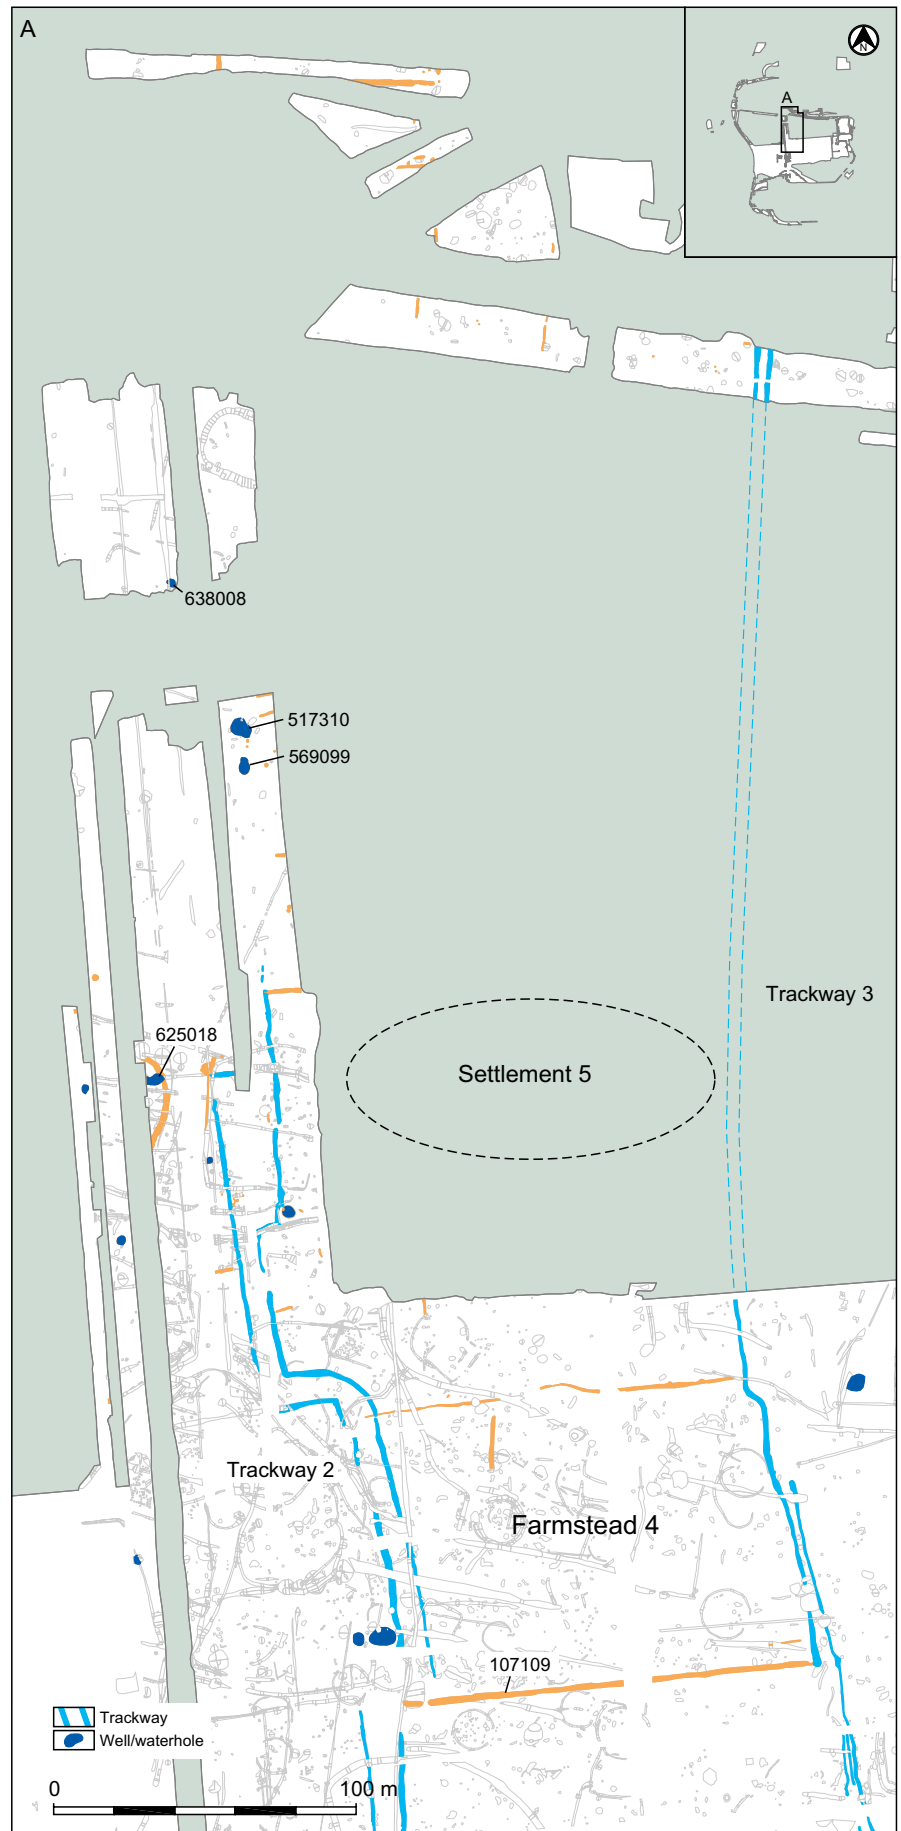 A
N
A
638008
517310
569099
Trackway 3
625018
Settlement 5
Trackway 2
Farmstead 4
107109
Trackway
Well/waterhole
0 100 m